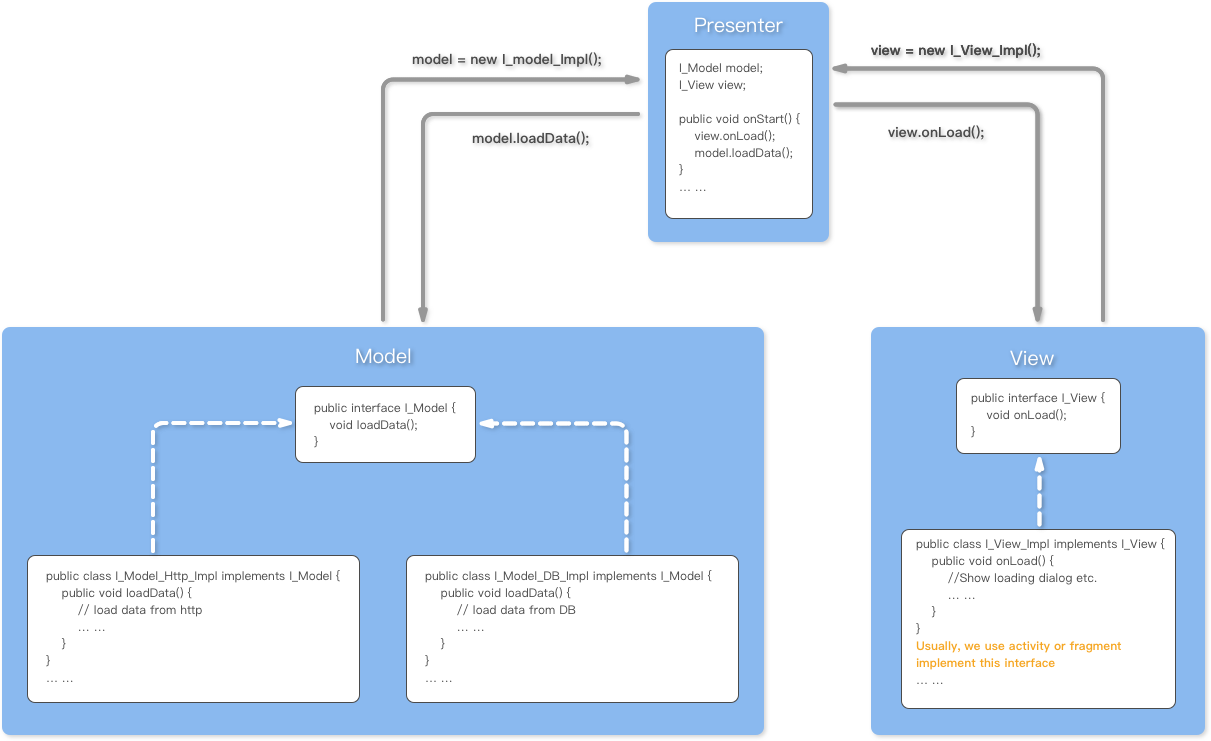 Presenter
I_Model model;
I_View view;
public void onStart() {
view.onLoad();
model.loadData();
}
... ...
model = new I_model_Impl();
model.loadData();
view = new I_View_Impl();
view.onLoad();
Model
public interface I_Model {
void loadData();
}
public class I_Model_Http_Impl implements I_Model {
public void loadData() {
// load data from http
... ...
}
}
... ...
public class I_Model_DB_Impl implements I_Model {
public void loadData() {
// load data from DB
... ...
}
}
... ...
View
public interface I_View {
void onLoad();
}
public class I_View_Impl implements I_View {
public void onLoad() {
//Show loading dialog etc.
... ...
}
}
Usually, we use activity or fragment
implement this interface
... ...